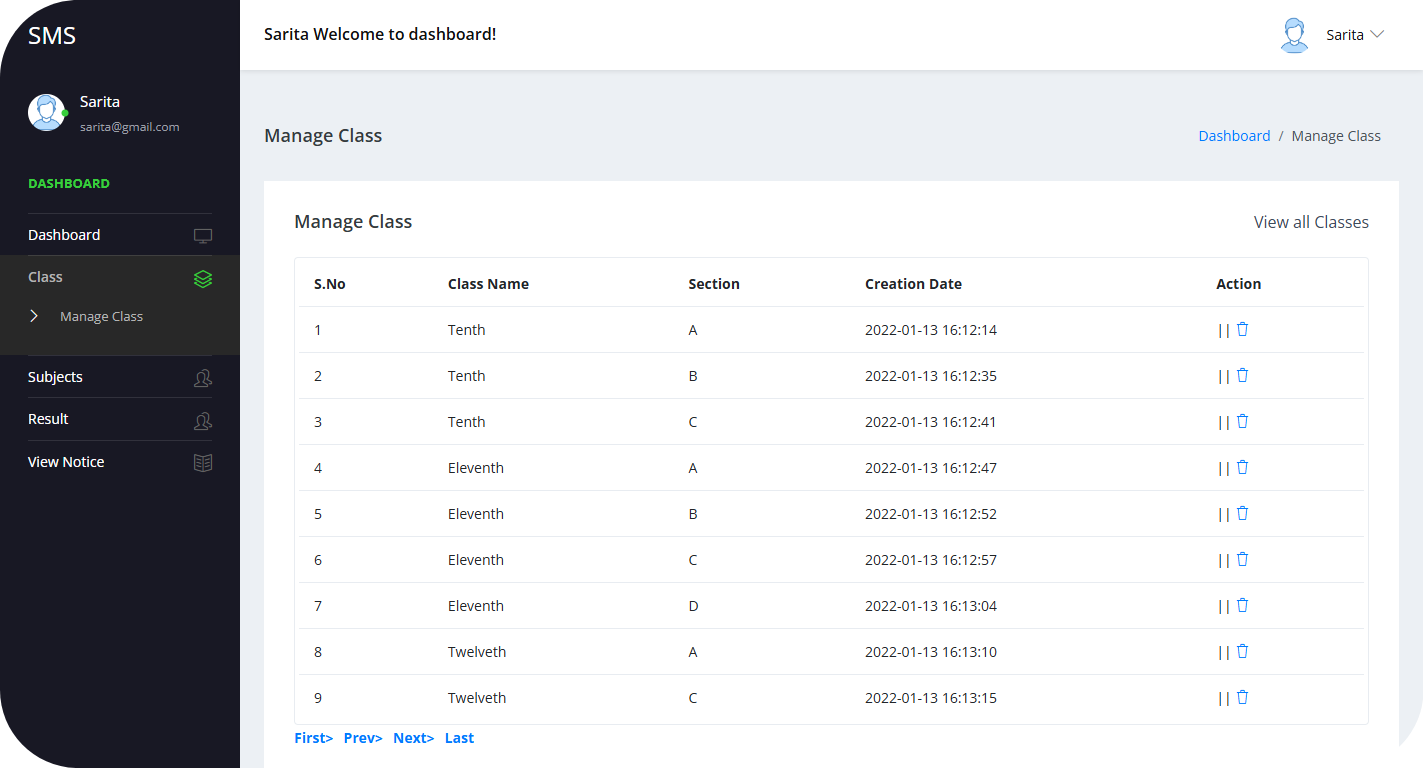 SMS
Sarita Welcome to dashboard!
Sarita
Sarita
sarita@gmail.com
DASHBOARD
Dashboard
Class
Manage Class
Subjects
Result
View Notice
Manage Class
Dashboard / Manage Class
Manage Class
View all Classes
S.No Class Name Section Creation Date Action
1 Tenth A 2022-01-13 16:12:14 ||
2 Tenth B 2022-01-13 16:12:35 ||
3 Tenth C 2022-01-13 16:12:41 ||
4 Eleventh A 2022-01-13 16:12:47 ||
5 Eleventh B 2022-01-13 16:12:52 ||
6 Eleventh C 2022-01-13 16:12:57 ||
7 Eleventh D 2022-01-13 16:13:04 ||
8 Twelveth A 2022-01-13 16:13:10 ||
9 Twelveth C 2022-01-13 16:13:15 ||
First> Prev> Next> Last